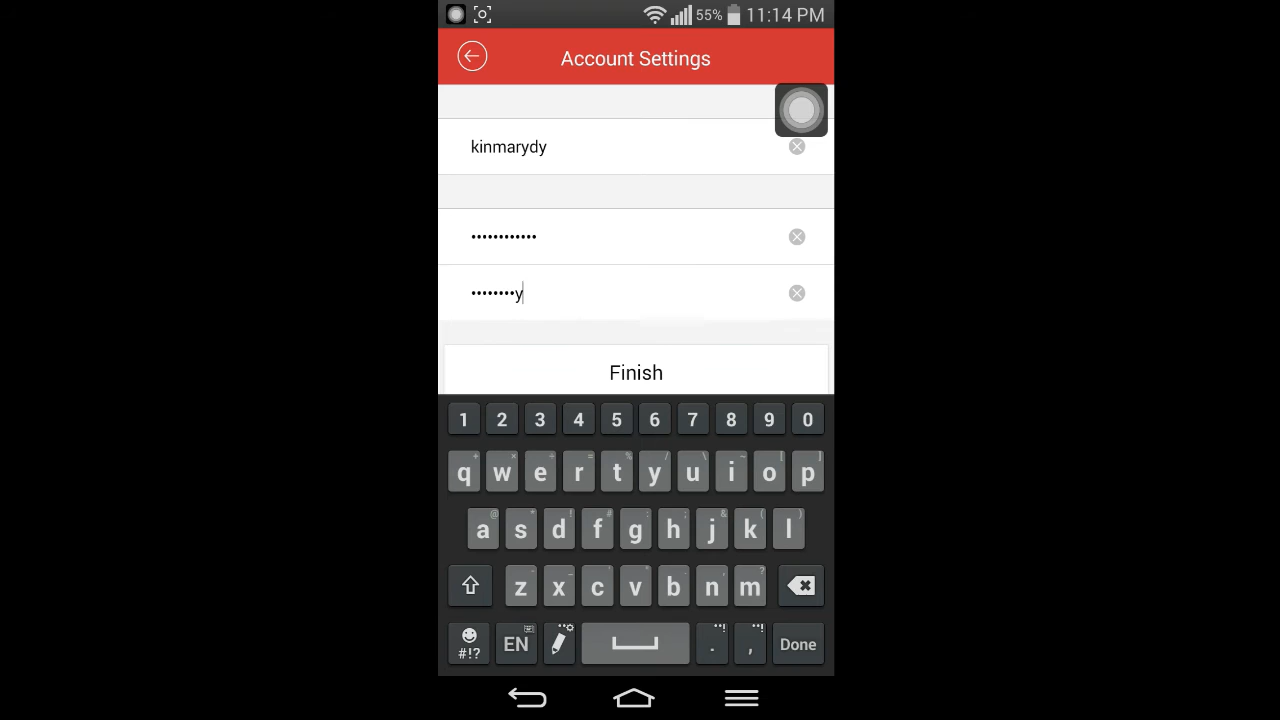 55% 11:14 PM
Account Settings
kinmarydy
••••••••••••
••••••••y
Finish
1 2 3 4 5 6 7 8 9 0
q w e r t y u i o p
a s d f g h j k l
z x c v b n m
#!? EN . , Done